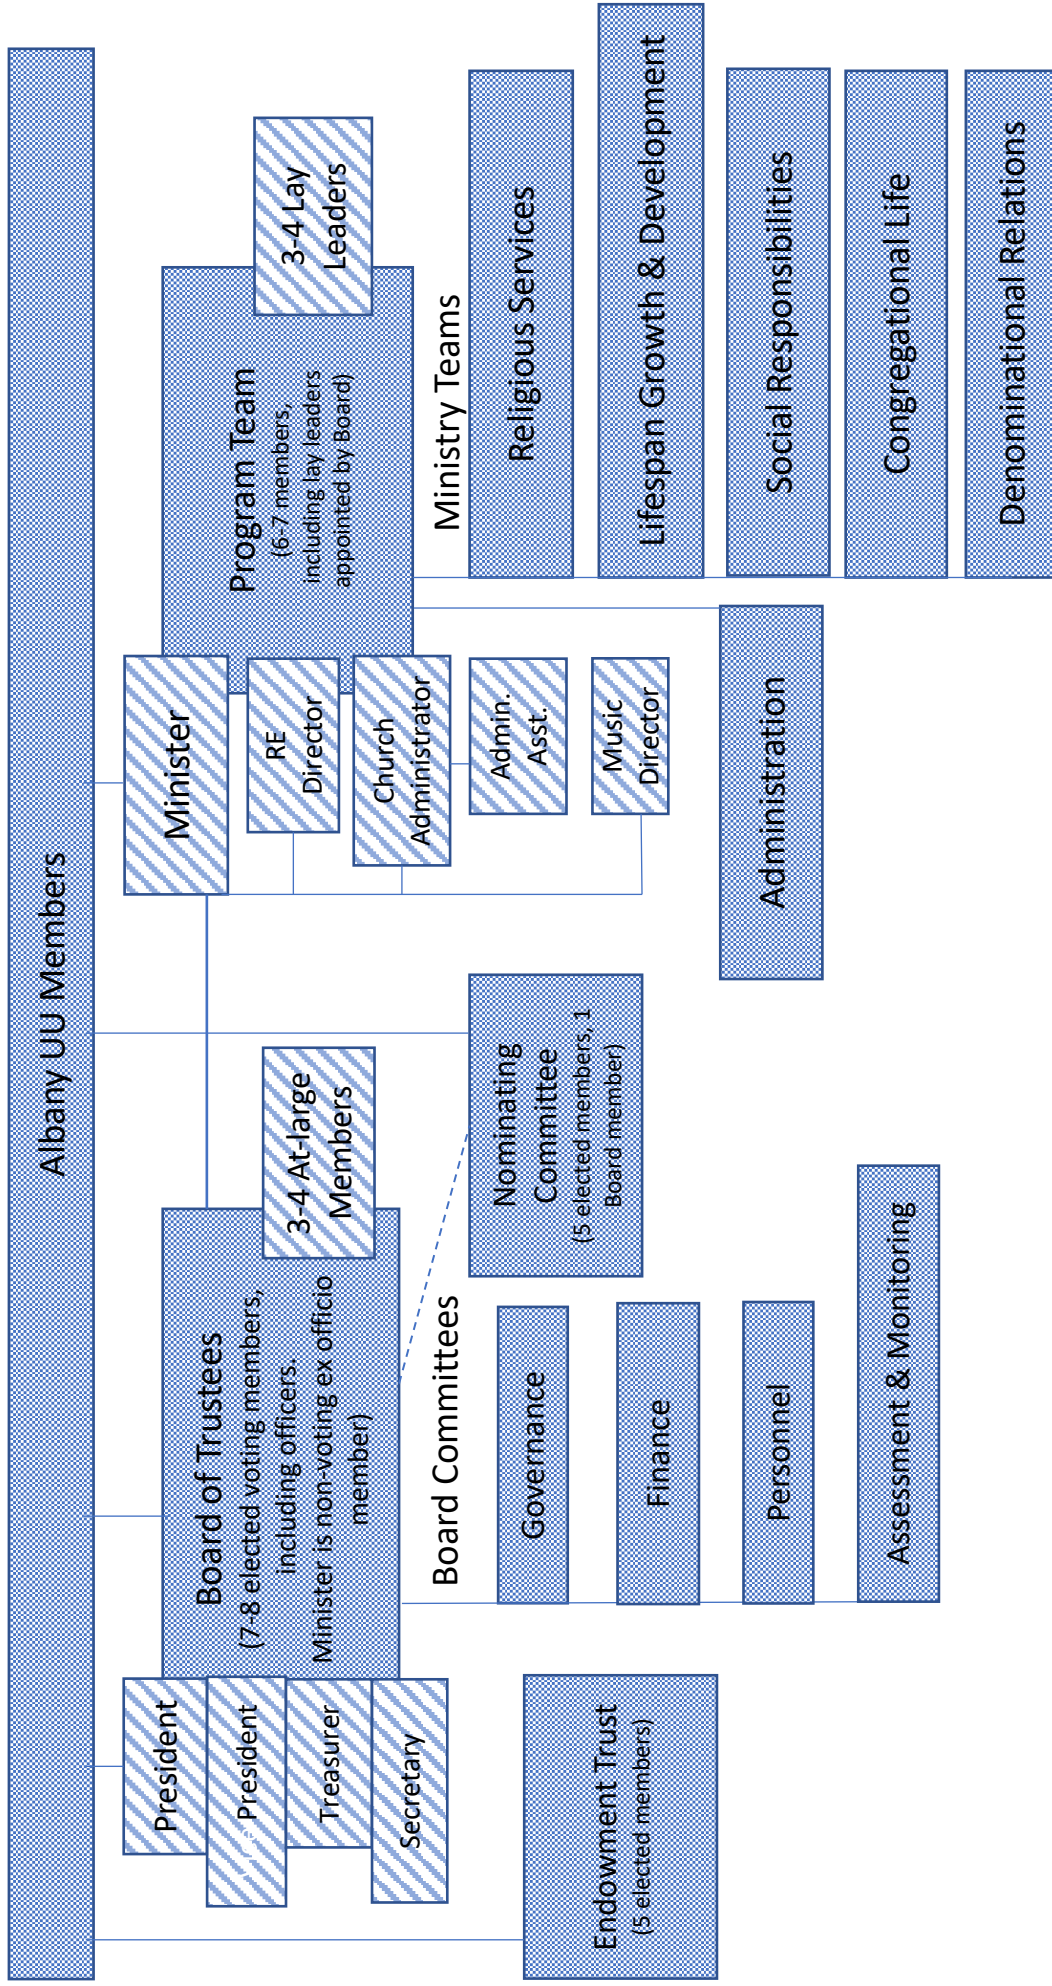 Albany UU Members
President
President
Treasurer
Secretary
Board of Trustees
(7-8 elected voting members,
including officers.
Minister is non-voting ex officio
member)
3-4 At-large
Members
Minister
RE
Director
Church
Administrator
Admin.
Asst.
Music
Director
Program Team
(6-7 members,
including lay leaders
appointed by Board)
3-4 Lay
Leaders
Endowment Trust
(5 elected members)
Board Committees
Governance
Finance
Personnel
Assessment & Monitoring
Nominating
Committee
(5 elected members, 1
Board member)
Administration
Ministry Teams
Religious Services
Lifespan Growth & Development
Social Responsibilities
Congregational Life
Denominational Relations